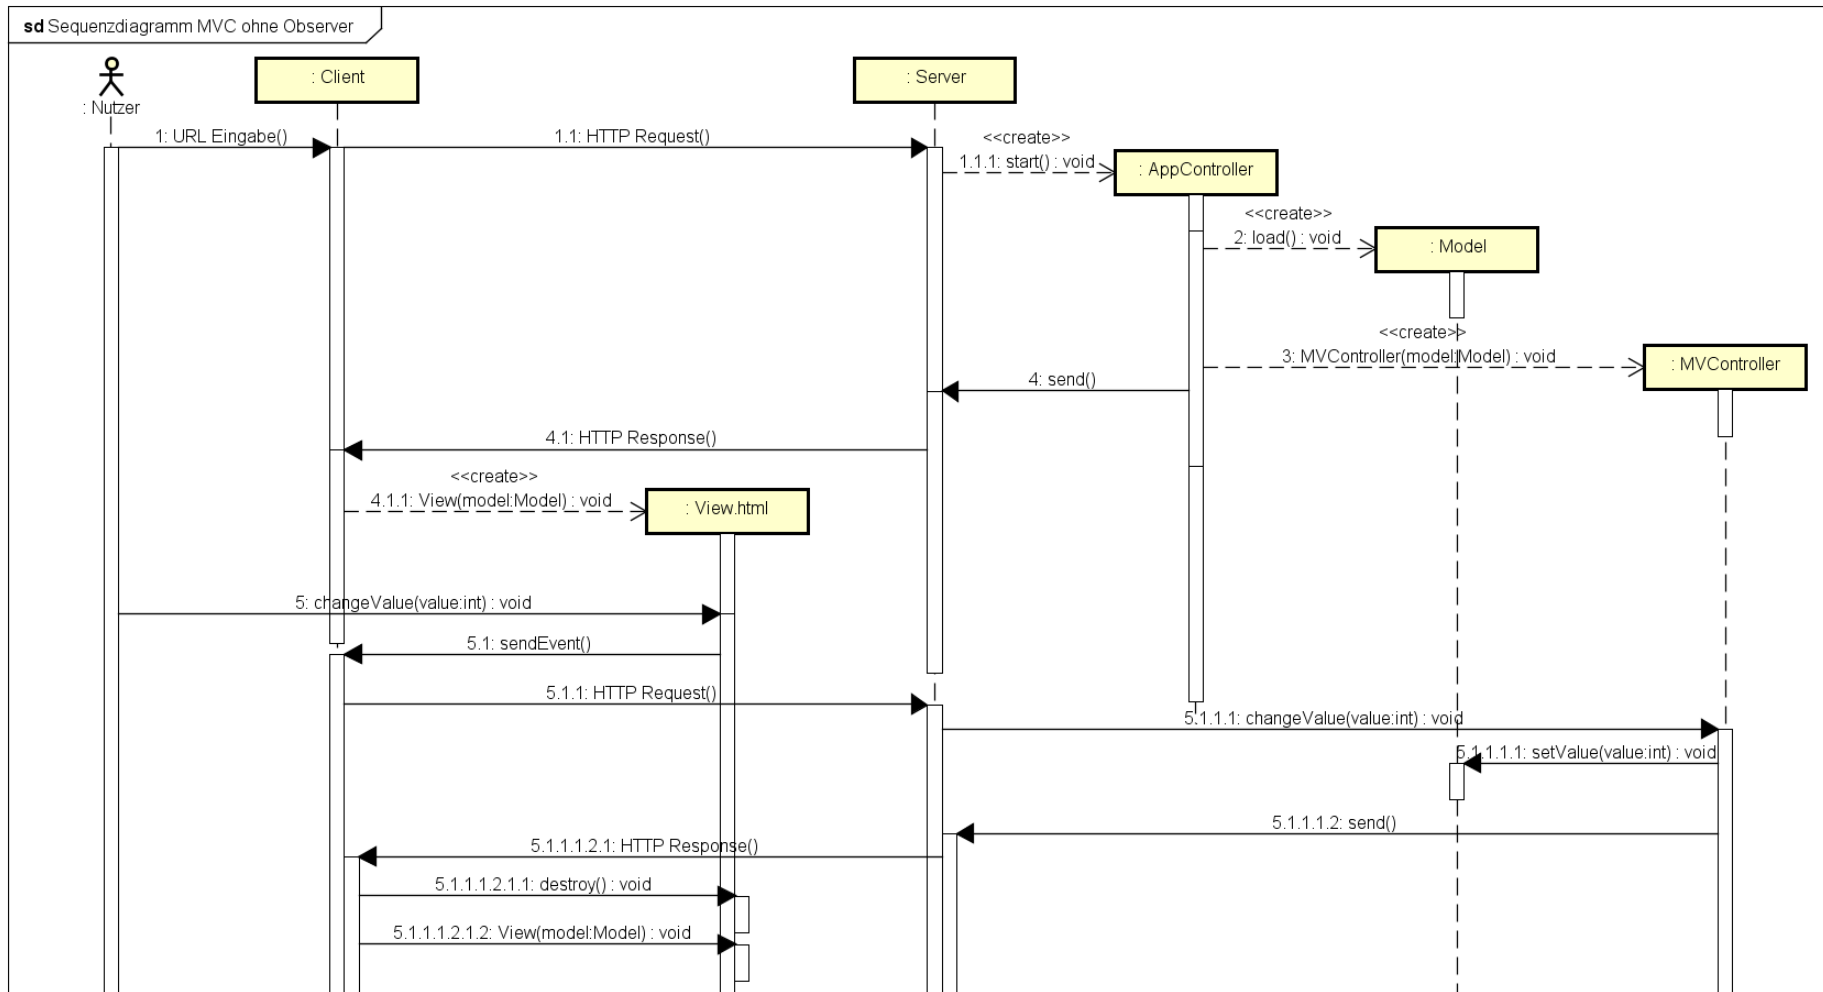 sd Sequenzdiagramm MVC ohne Observer
: Nutzer
: Client
: Server
1: URL Eingabe()
1.1: HTTP Request()
<<create>>
1.1.1: start() : void
: AppController
<<create>>
2: load() : void
: Model
<<create>>
3: MVController(model:Model) : void
: MVController
4: send()
4.1: HTTP Response()
<<create>>
4.1.1: View(model:Model) : void
: View.html
5: changeValue(value:int) : void
5.1: sendEvent()
5.1.1: HTTP Request()
5.1.1.1: changeValue(value:int) : void
5.1.1.1.1: setValue(value:int) : void
5.1.1.1.2: send()
5.1.1.1.2.1: HTTP Response()
5.1.1.1.2.1.1: destroy() : void
5.1.1.1.2.1.2: View(model:Model) : void